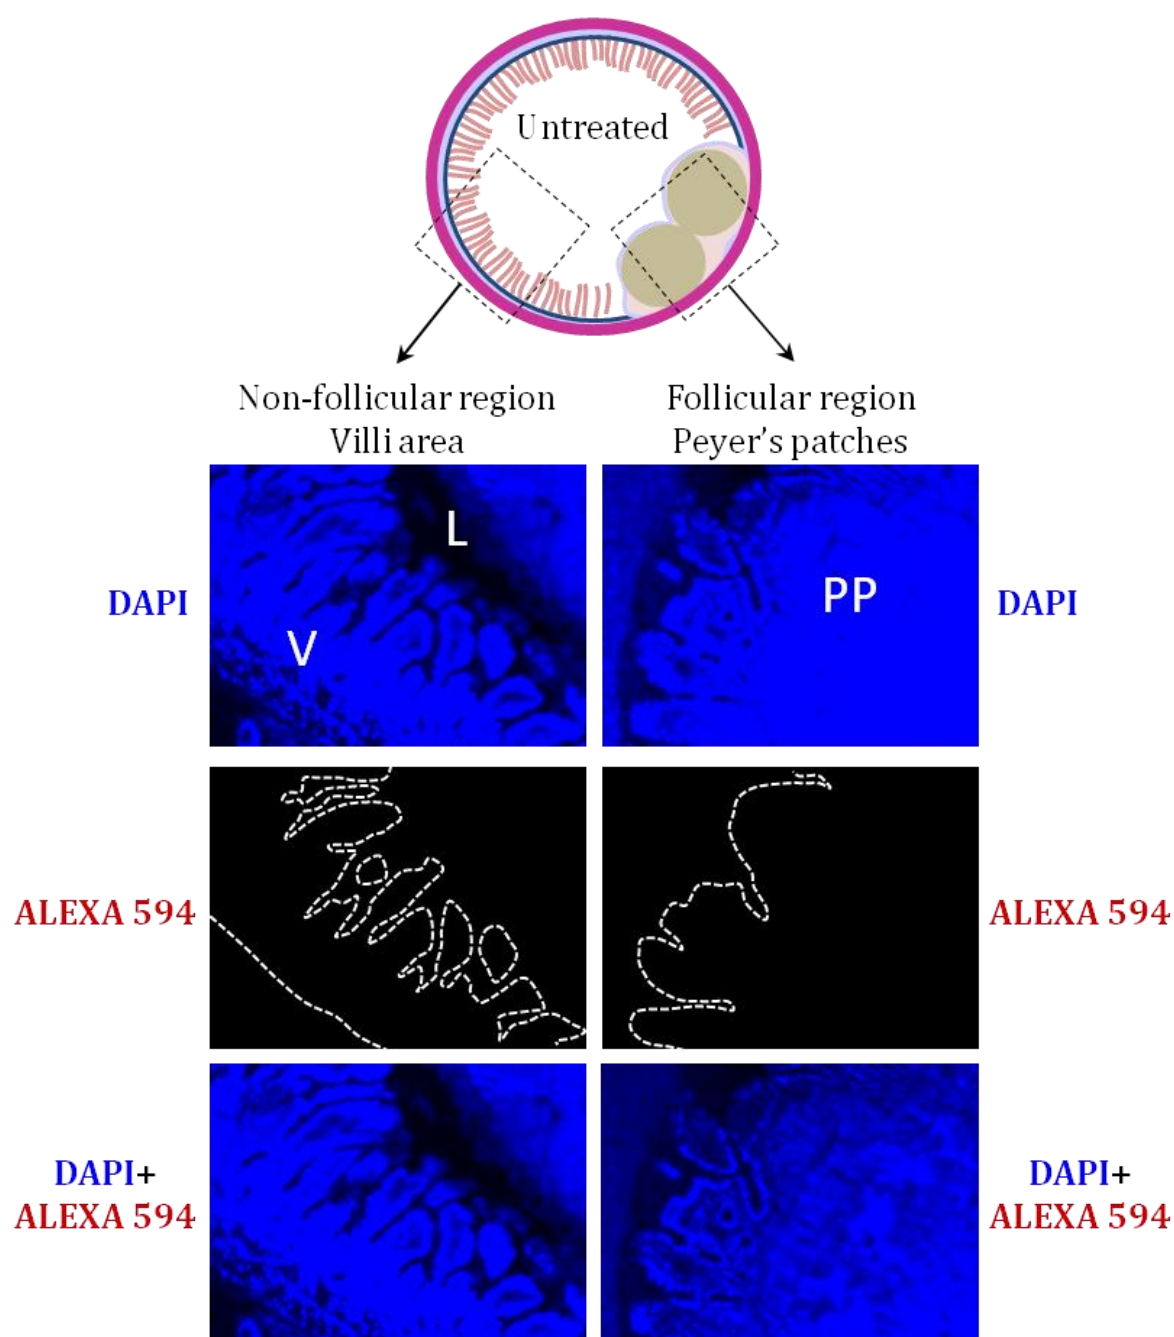 Untreated
Non-follicular region
Villi area
Follicular region
Peyer's patches
DAPI
L
V
PP
DAPI
ALEXA 594
ALEXA 594
DAPI+
ALEXA 594
DAPI+
ALEXA 594